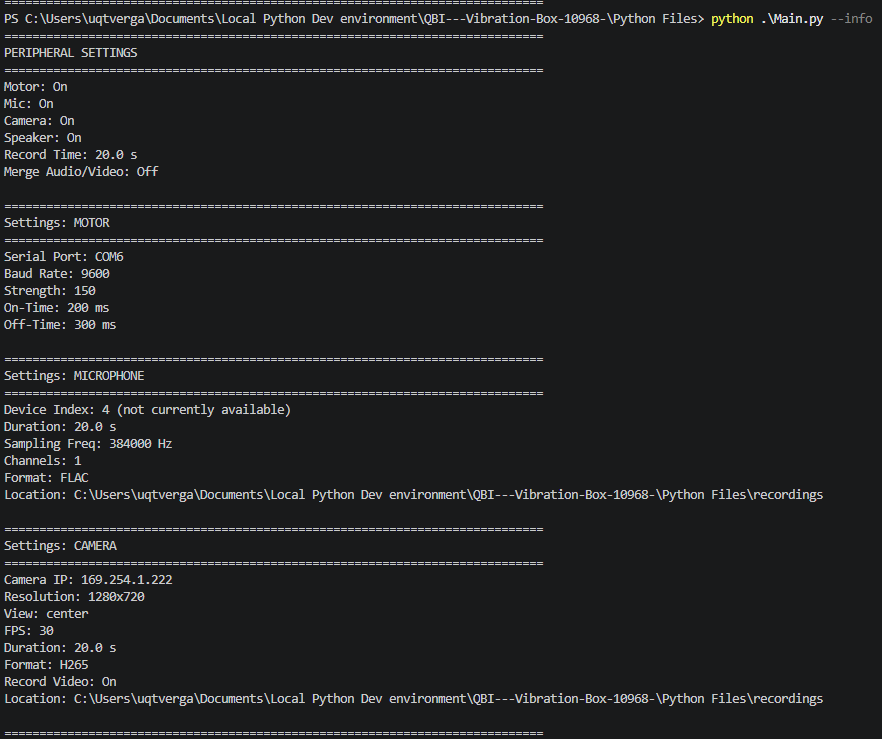 ======================================================================
PS C:\Users\uqtverga\Documents\Local Python Dev environment\QBI---Vibration-Box-10968-\Python Files> python .\Main.py --info
======================================================================
PERIPHERAL SETTINGS
======================================================================
Motor: On
Mic: On
Camera: On
Speaker: On
Record Time: 20.0 s
Merge Audio/Video: Off
======================================================================
Settings: MOTOR
======================================================================
Serial Port: COM6
Baud Rate: 9600
Strength: 150
On-Time: 200 ms
Off-Time: 300 ms
======================================================================
Settings: MICROPHONE
======================================================================
Device Index: 4 (not currently available)
Duration: 20.0 s
Sampling Freq: 384000 Hz
Channels: 1
Format: FLAC
Location: C:\Users\uqtverga\Documents\Local Python Dev environment\QBI---Vibration-Box-10968-\Python Files\recordings
======================================================================
Settings: CAMERA
======================================================================
Camera IP: 169.254.1.222
Resolution: 1280x720
View: center
FPS: 30
Duration: 20.0 s
Format: H265
Record Video: On
Location: C:\Users\uqtverga\Documents\Local Python Dev environment\QBI---Vibration-Box-10968-\Python Files\recordings
======================================================================